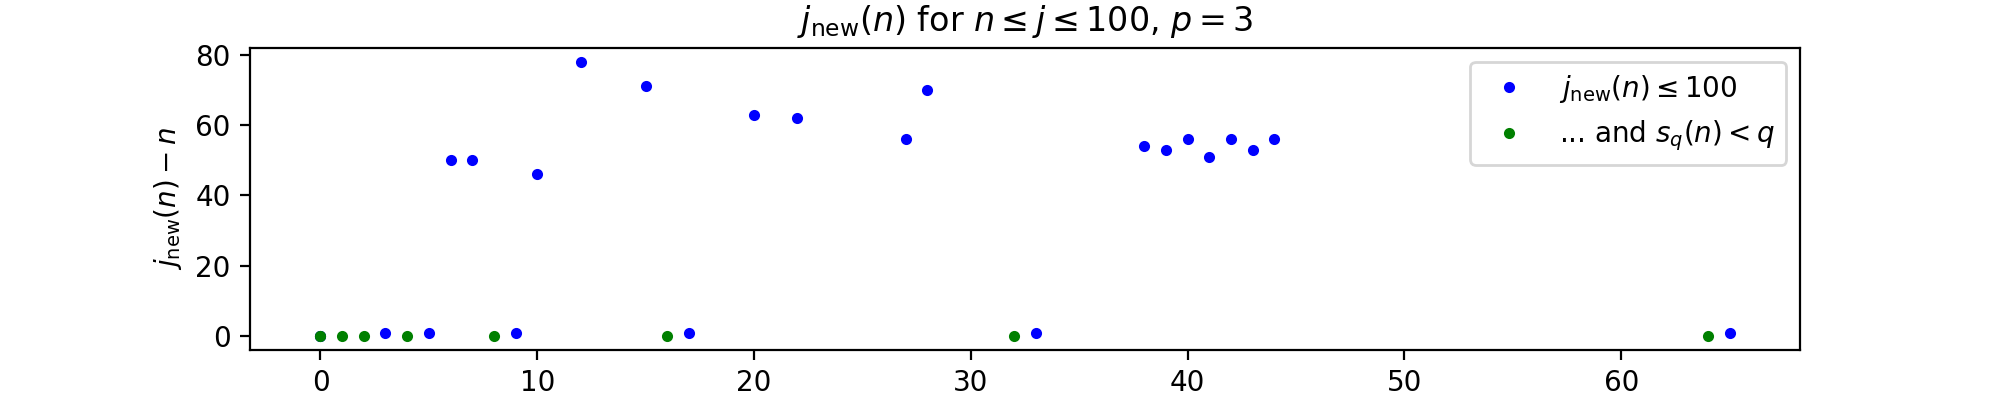 j_new(n) for n ≤ j ≤ 100, p = 3
j_new(n) − n
80
60
40
20
0
j_new(n) ≤ 100
... and s_q(n) < q
0 10 20 30 40 50 60